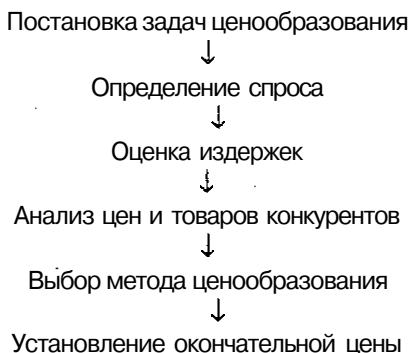 Постановка задач ценообразования
↓
Определение спроса
↓
Оценка издержек
↓
Анализ цен и товаров конкурентов
↓
Выбор метода ценообразования
↓
Установление окончательной цены